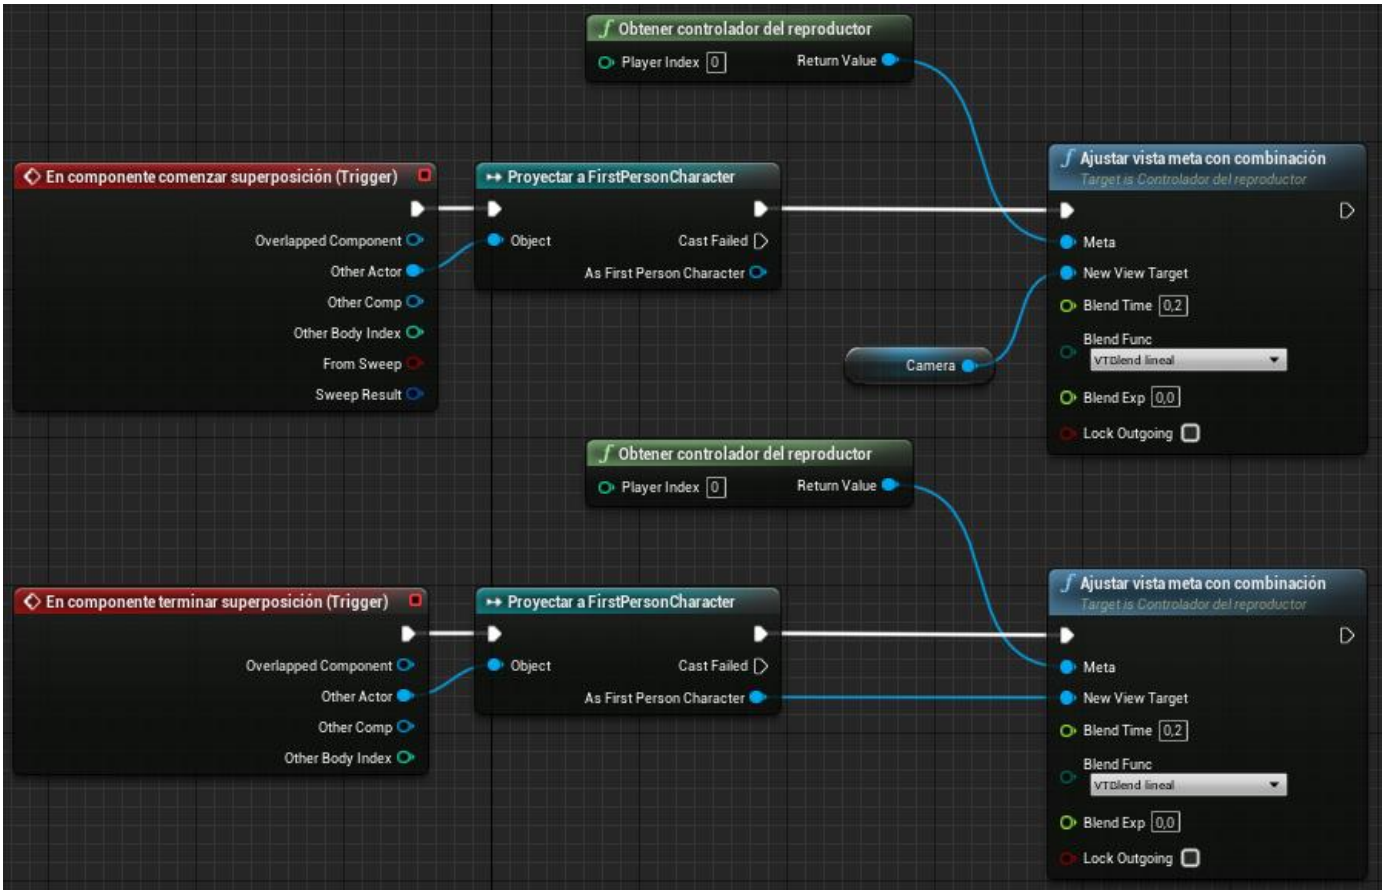 Obtener controlador del reproductor
Player Index 0 Return Value
En componente comenzar superposición (Trigger)
Overlapped Component
Other Actor
Other Comp
Other Body Index
From Sweep
Sweep Result
Proyectar a FirstPersonCharacter
Object Cast Failed
As First Person Character
Camera
Ajustar vista meta con combinación
Target is Controlador del reproductor
Meta
New View Target
Blend Time 0,2
Blend Func
VTBlend lineal
Blend Exp 0,0
Lock Outgoing
Obtener controlador del reproductor
Player Index 0 Return Value
En componente terminar superposición (Trigger)
Overlapped Component
Other Actor
Other Comp
Other Body Index
Proyectar a FirstPersonCharacter
Object Cast Failed
As First Person Character
Ajustar vista meta con combinación
Target is Controlador del reproductor
Meta
New View Target
Blend Time 0,2
Blend Func
VTBlend lineal
Blend Exp 0,0
Lock Outgoing